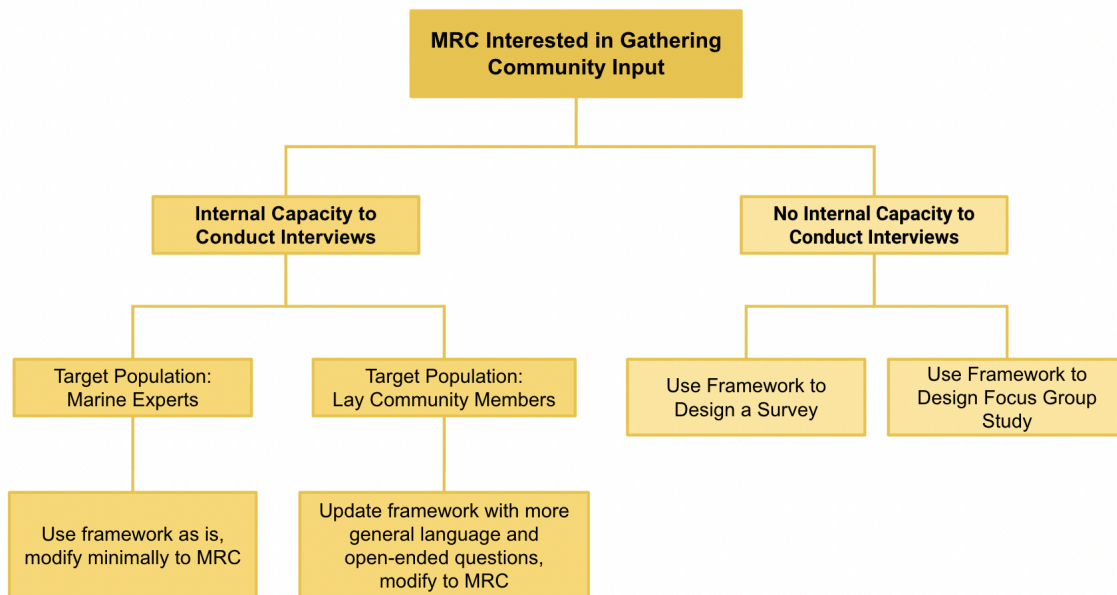 MRC Interested in Gathering
Community Input
Internal Capacity to
Conduct Interviews
No Internal Capacity to
Conduct Interviews
Target Population:
Marine Experts
Target Population:
Lay Community Members
Use Framework to
Design a Survey
Use Framework to
Design Focus Group
Study
Use framework as is,
modify minimally to MRC
Update framework with more
general language and
open-ended questions,
modify to MRC